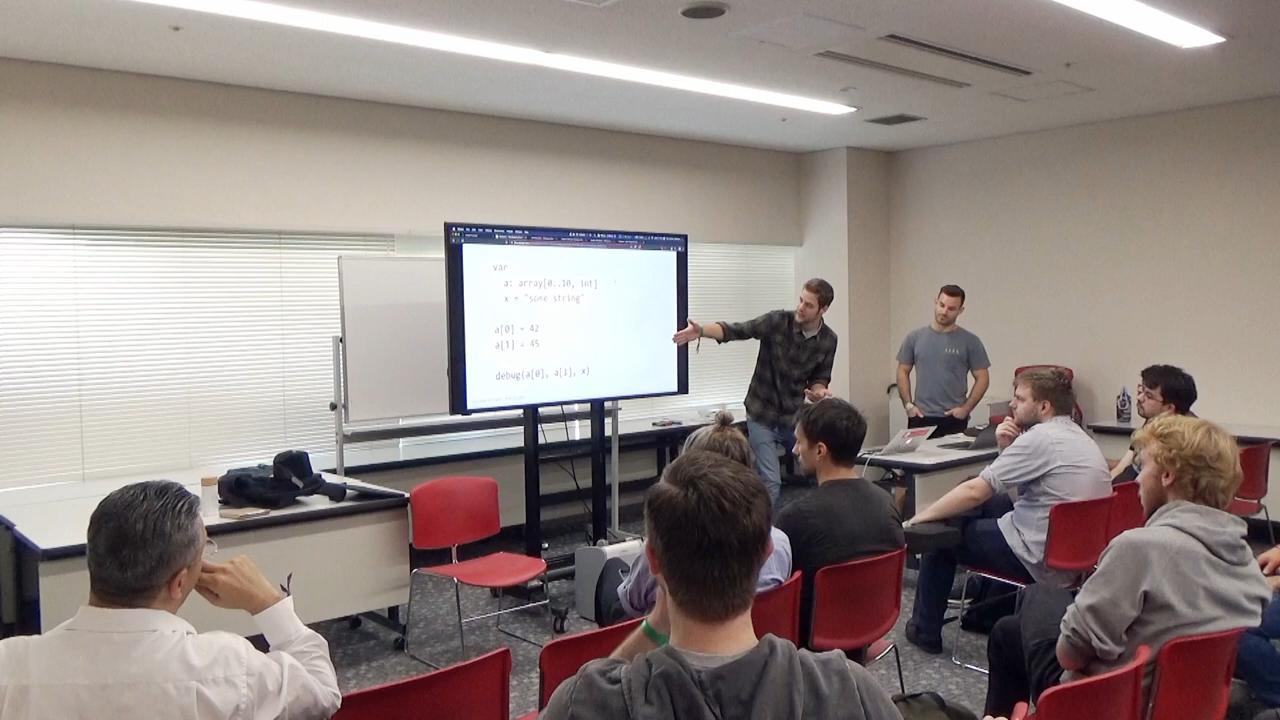 var
a: array[0..10, int]
x = "some string"
a[0] = 42
a[1] = 45
debug(a[0], a[1], x)